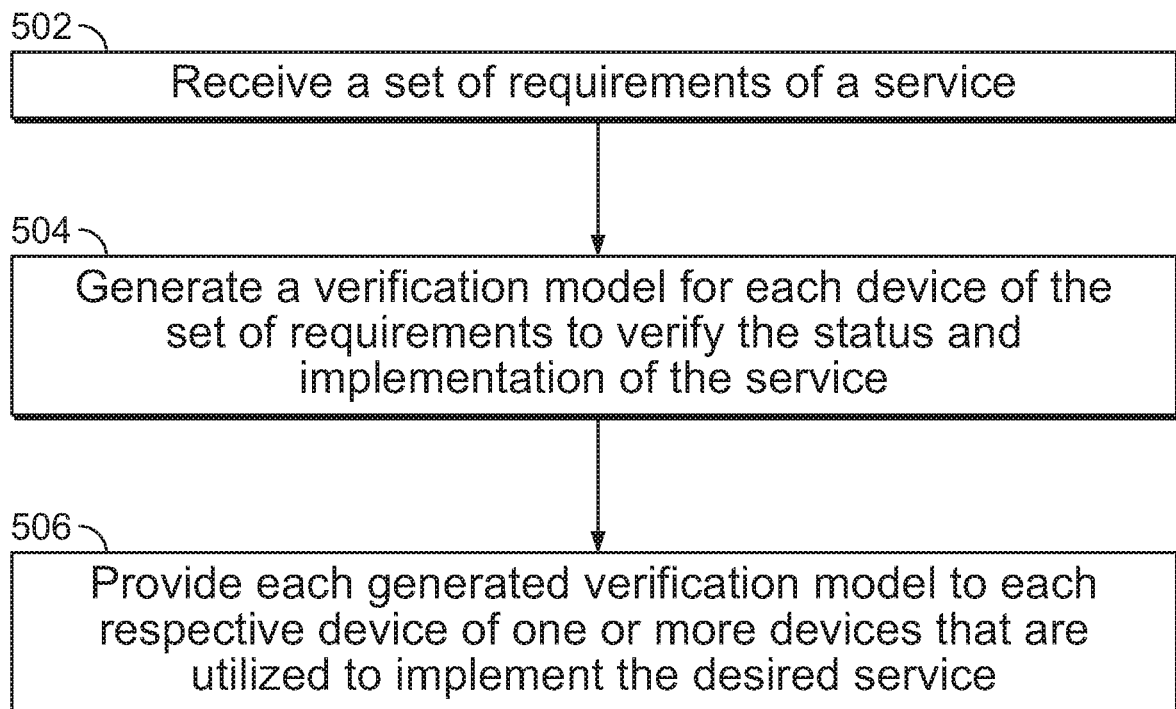 502
Receive a set of requirements of a service
504
Generate a verification model for each device of the
set of requirements to verify the status and
implementation of the service
506
Provide each generated verification model to each
respective device of one or more devices that are
utilized to implement the desired service